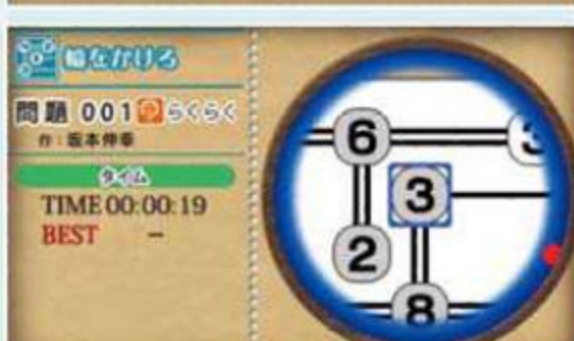 橋をかけろ
問題 001 らくらく
作:坂本伸幸
タイム
TIME 00:00:19
BEST –
6
3
2
8